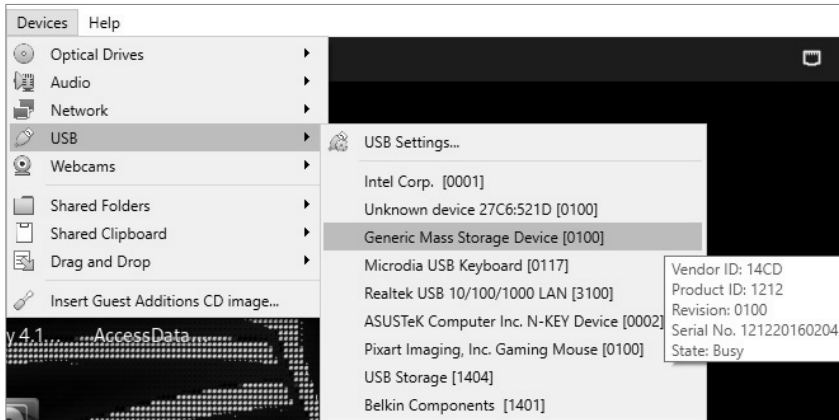 Devices Help
Optical Drives
Audio
Network
USB
Webcams
Shared Folders
Shared Clipboard
Drag and Drop
Insert Guest Additions CD image...
USB Settings...
Intel Corp. [0001]
Unknown device 27C6:521D [0100]
Generic Mass Storage Device [0100]
Microdia USB Keyboard [0117]
Realtek USB 10/100/1000 LAN [3100]
ASUSTeK Computer Inc. N-KEY Device [0002]
Pixart Imaging, Inc. Gaming Mouse [0100]
USB Storage [1404]
Belkin Components [1401]
Vendor ID: 14CD
Product ID: 1212
Revision: 0100
Serial No. 121220160204
State: Busy
y 4.1 AccessData